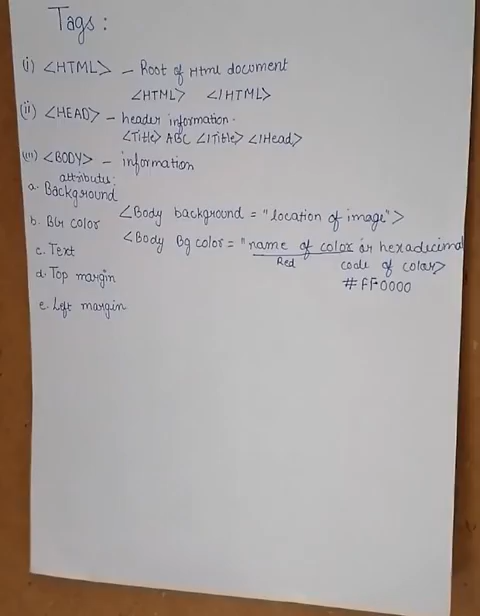 Tags :
(i) <HTML> – Root of Html document
<HTML> </HTML>
(ii) <HEAD> – header information.
<Title> ABC </Title> </Head>
(iii) <BODY> – information
attributes:
a. Background
<Body background = "location of image">
b. BG color
<Body Bg color = "name of color or hexadecimal
Red code of color>
c. Text
#FF0000
d. Top margin
e. Left margin